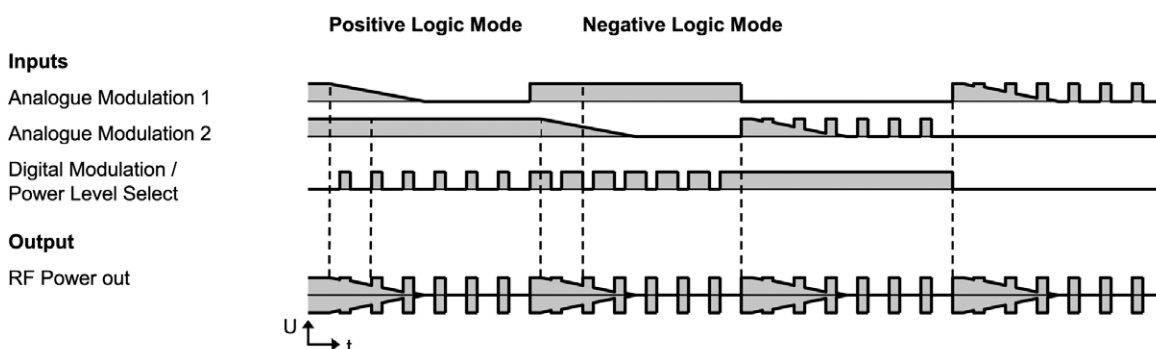 Positive Logic Mode Negative Logic Mode
Inputs
Analogue Modulation 1
Analogue Modulation 2
Digital Modulation /
Power Level Select
Output
RF Power out
U
t